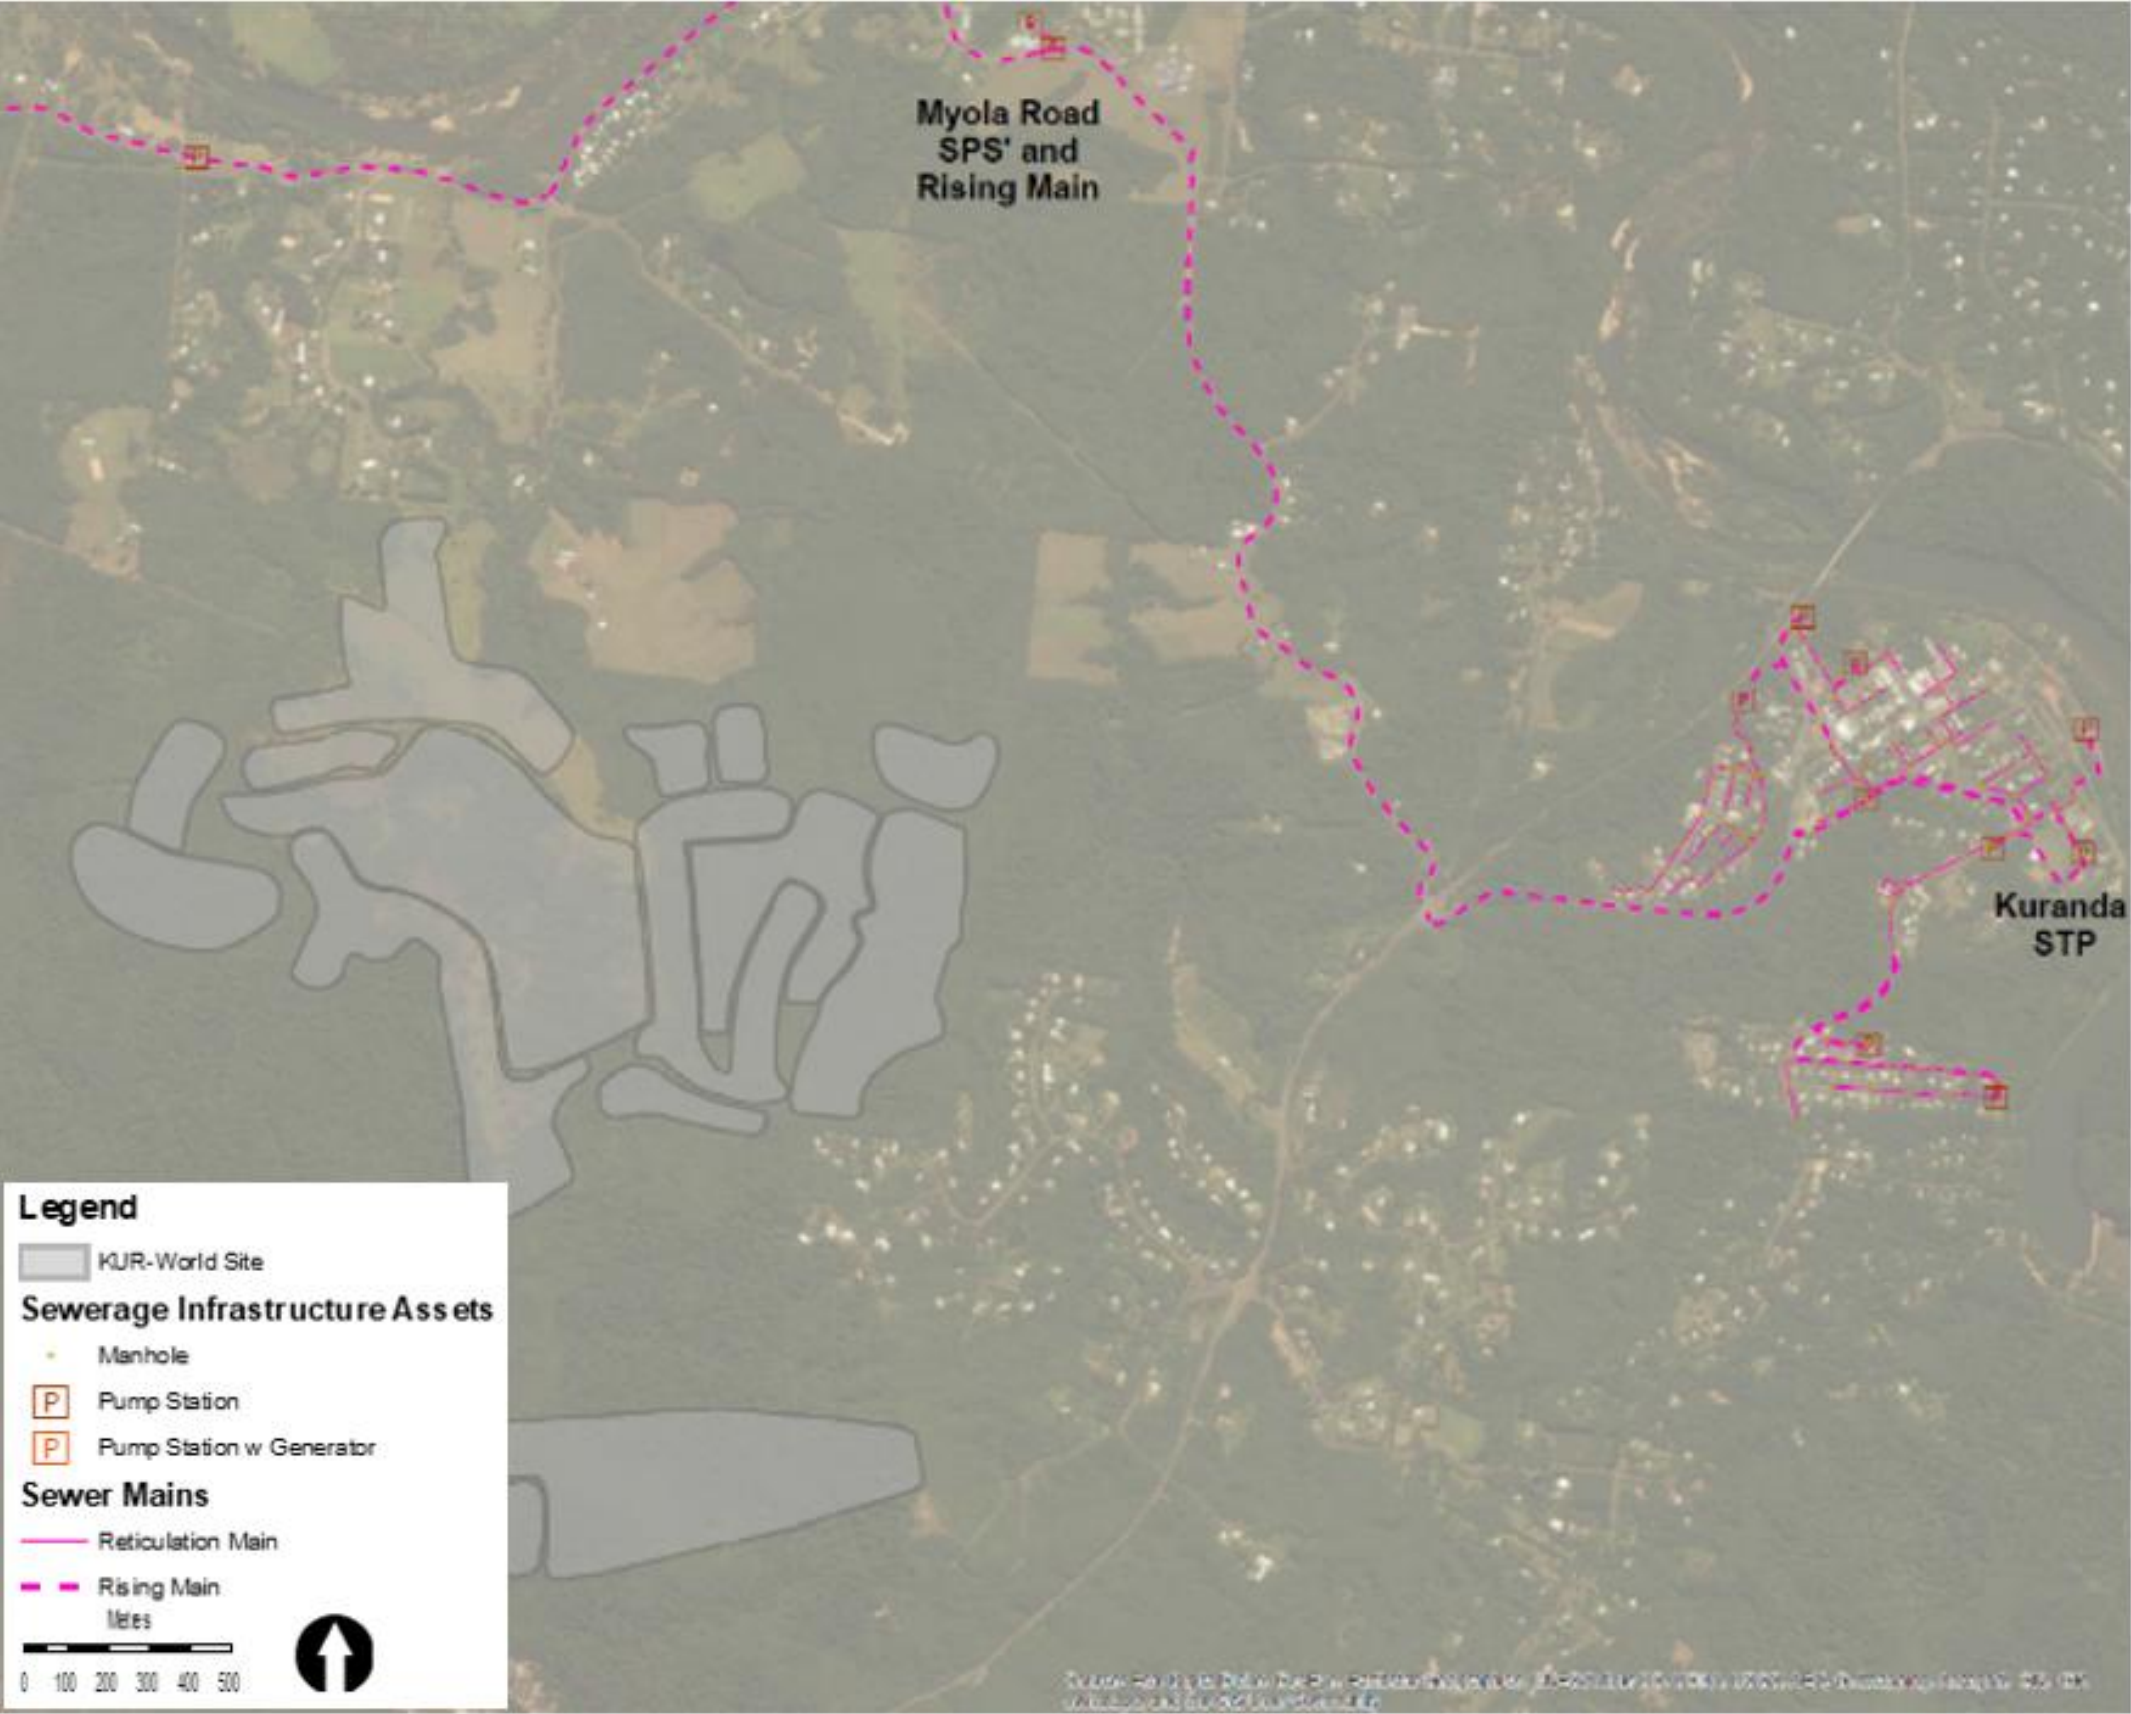 Myola Road
SPS' and
Rising Main
Kuranda
STP
Legend
KUR-World Site
Sewerage Infrastructure Assets
Manhole
P Pump Station
P Pump Station w Generator
Sewer Mains
Reticulation Main
Rising Main
Metres
0 100 200 300 400 500